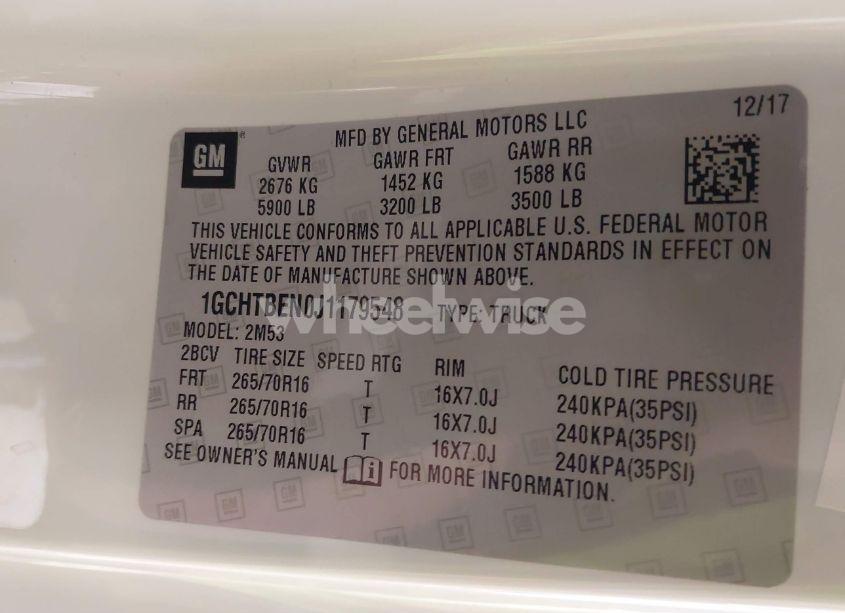 12/17
GM
MFD BY GENERAL MOTORS LLC
GVWR GAWR FRT GAWR RR
2676 KG 1452 KG 1588 KG
5900 LB 3200 LB 3500 LB
THIS VEHICLE CONFORMS TO ALL APPLICABLE U.S. FEDERAL MOTOR
VEHICLE SAFETY AND THEFT PREVENTION STANDARDS IN EFFECT ON
THE DATE OF MANUFACTURE SHOWN ABOVE.
1GCHTBEN0J1179548 TYPE: TRUCK
wheelwise
MODEL: 2M53
2BCV TIRE SIZE SPEED RTG RIM COLD TIRE PRESSURE
FRT 265/70R16 T 16X7.0J 240KPA(35PSI)
RR 265/70R16 T 16X7.0J 240KPA(35PSI)
SPA 265/70R16 T 16X7.0J 240KPA(35PSI)
SEE OWNER'S MANUAL i FOR MORE INFORMATION.